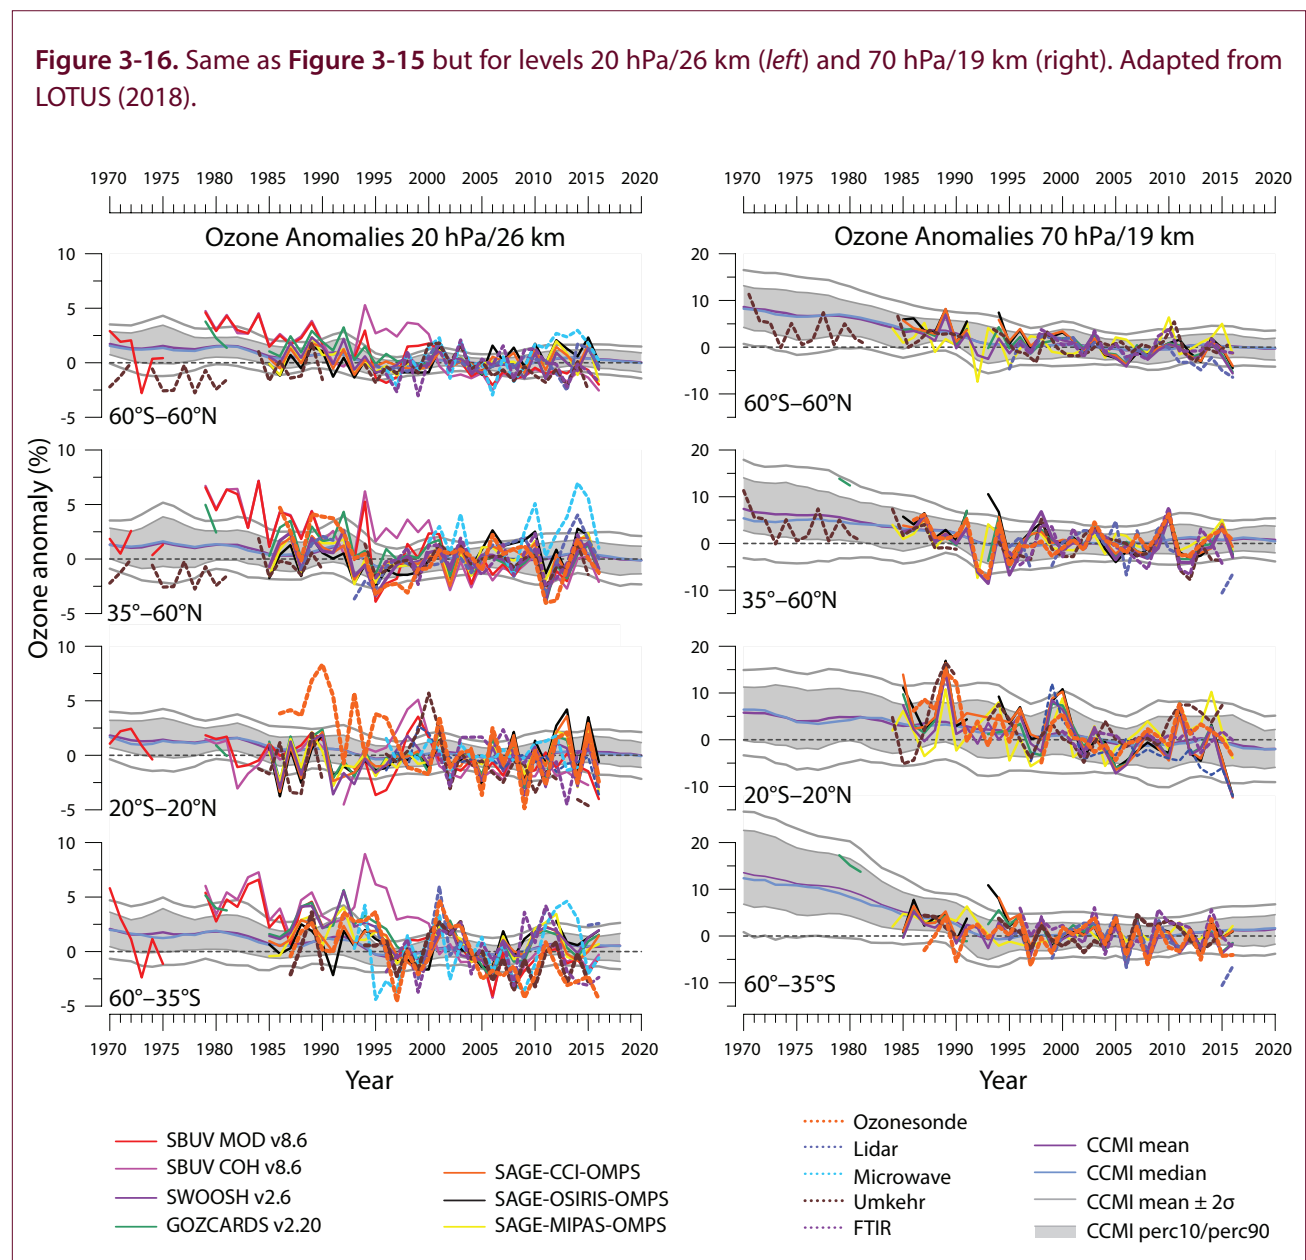 Figure 3-16. Same as Figure 3-15 but for levels 20 hPa/26 km (left) and 70 hPa/19 km (right). Adapted from
LOTUS (2018).
1970 1975 1980 1985 1990 1995 2000 2005 2010 2015 2020
1970 1975 1980 1985 1990 1995 2000 2005 2010 2015 2020
Ozone Anomalies 20 hPa/26 km
Ozone Anomalies 70 hPa/19 km
Ozone anomaly (%)
10
5
0
-5
60°S–60°N
20
10
0
-10
60°S–60°N
10
5
0
-5
35°–60°N
20
10
0
-10
35°–60°N
10
5
0
-5
20°S–20°N
20
10
0
-10
20°S–20°N
10
5
0
-5
60°–35°S
20
10
0
-10
60°–35°S
1970 1975 1980 1985 1990 1995 2000 2005 2010 2015 2020
Year
1970 1975 1980 1985 1990 1995 2000 2005 2010 2015 2020
Year
SBUV MOD v8.6
SBUV COH v8.6
SWOOSH v2.6
GOZCARDS v2.20
SAGE-CCI-OMPS
SAGE-OSIRIS-OMPS
SAGE-MIPAS-OMPS
Ozonesonde
Lidar
Microwave
Umkehr
FTIR
CCMI mean
CCMI median
CCMI mean ± 2σ
CCMI perc10/perc90